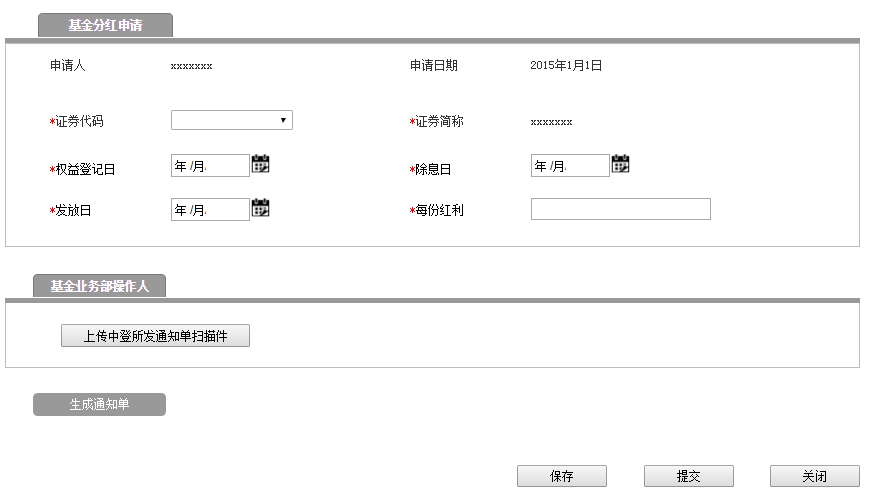 基金分红申请
申请人 xxxxxxx 申请日期 2015年1月1日
*证券代码 *证券简称 xxxxxxx
*权益登记日 年 /月. *除息日 年 /月.
*发放日 年 /月. *每份红利
基金业务部操作人
上传中登所发通知单扫描件
生成通知单
保存 提交 关闭